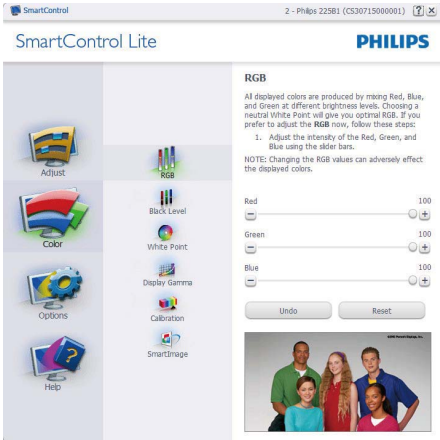 SmartControl
2 - Philips 225B1 (CS30715000001)
? X
SmartControl Lite
PHILIPS
Adjust
Color
Options
Help
RGB
Black Level
White Point
Display Gamma
Calibration
SmartImage
RGB
All displayed colors are produced by mixing Red, Blue,
and Green at different brightness levels. Choosing a
neutral White Point will give you optimal RGB. If you
prefer to adjust the RGB now, follow these steps:
1. Adjust the intensity of the Red, Green, and
Blue using the slider bars.
NOTE: Changing the RGB values can adversely effect
the displayed colors.
Red 100
Green 100
Blue 100
Undo
Reset